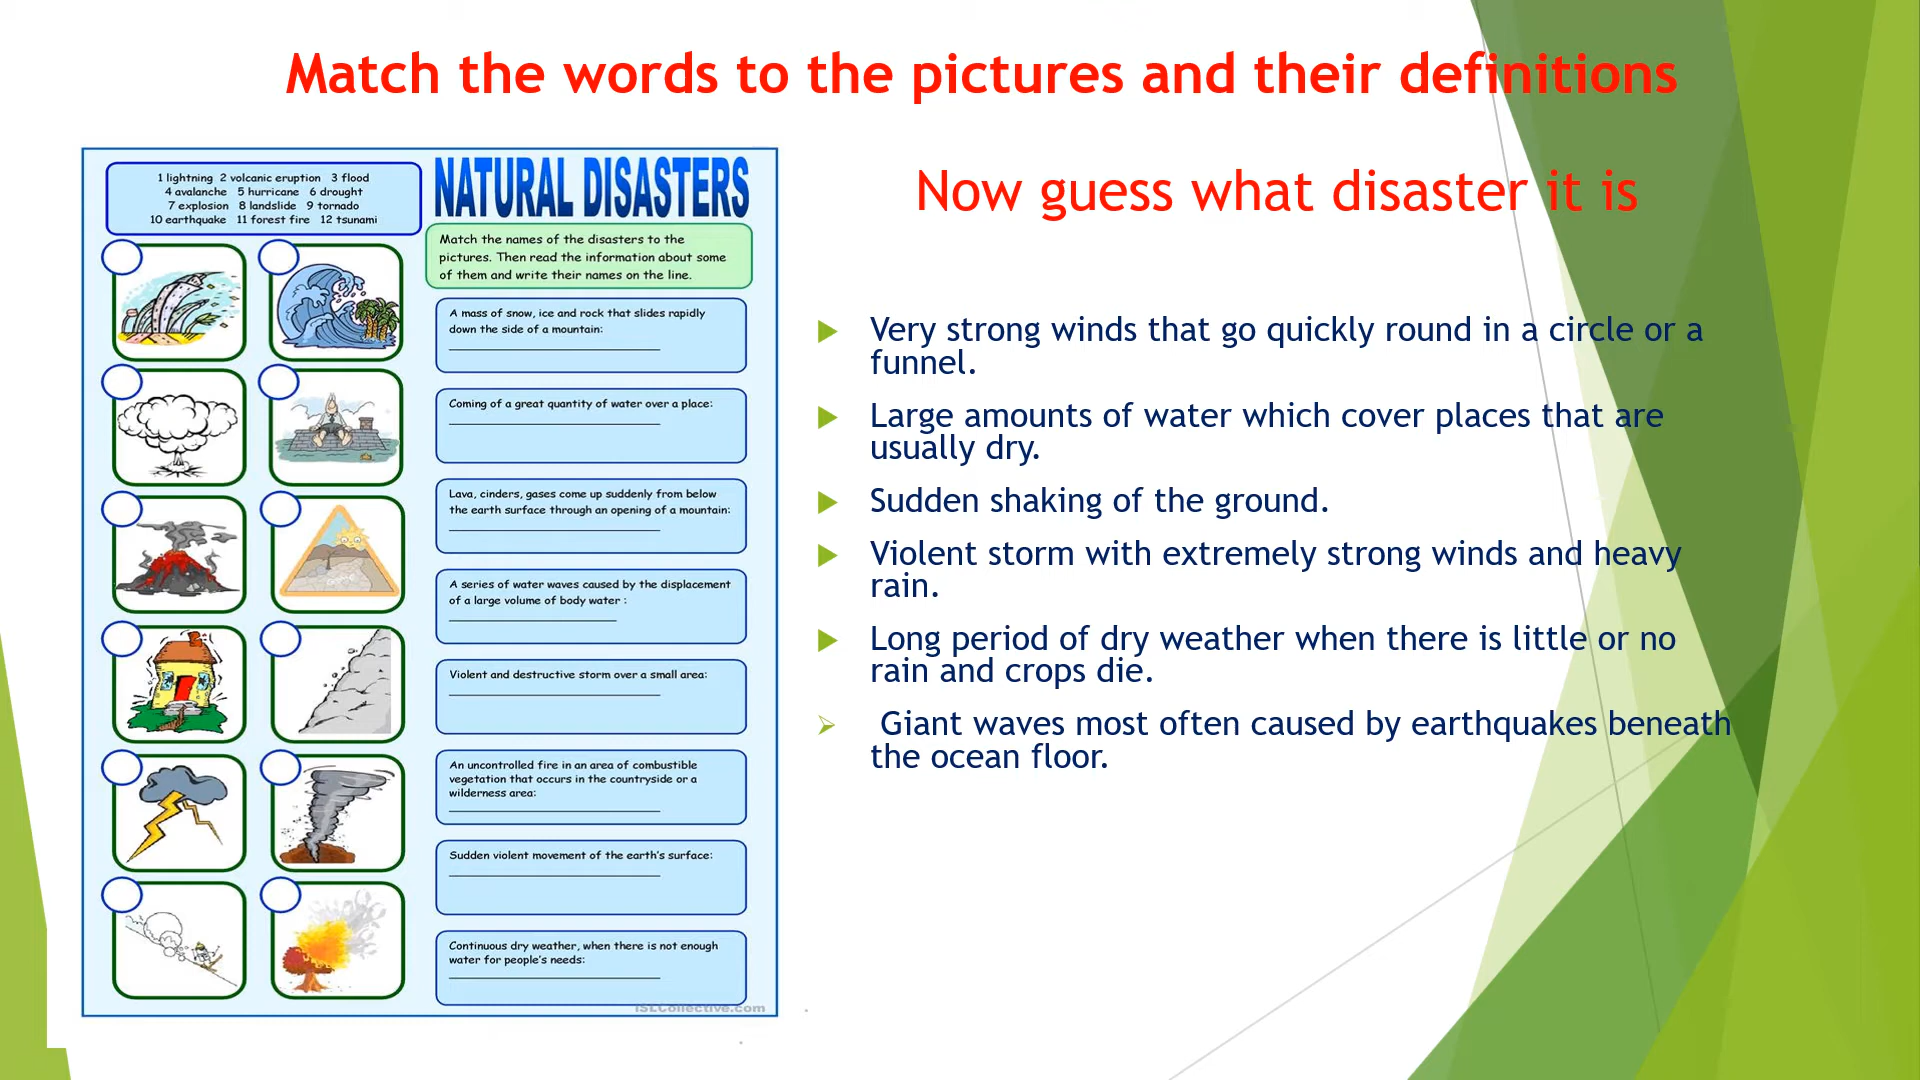 Match the words to the pictures and their definitions
1 lightning 2 volcanic eruption 3 flood
4 avalanche 5 hurricane 6 drought
7 explosion 8 landslide 9 tornado
10 earthquake 11 forest fire 12 tsunami
NATURAL DISASTERS
Match the names of the disasters to the
pictures. Then read the information about some
of them and write their names on the line.
A mass of snow, ice and rock that slides rapidly
down the side of a mountain:
Coming of a great quantity of water over a place:
Lava, cinders, gases come up suddenly from below
the earth surface through an opening of a mountain:
A series of water waves caused by the displacement
of a large volume of body water :
Violent and destructive storm over a small area:
An uncontrolled fire in an area of combustible
vegetation that occurs in the countryside or a
wilderness area:
Sudden violent movement of the earth's surface:
Continuous dry weather, when there is not enough
water for people's needs:
iSLCollective.com
Now guess what disaster it is
Very strong winds that go quickly round in a circle or a
funnel.
Large amounts of water which cover places that are
usually dry.
Sudden shaking of the ground.
Violent storm with extremely strong winds and heavy
rain.
Long period of dry weather when there is little or no
rain and crops die.
Giant waves most often caused by earthquakes beneath
the ocean floor.